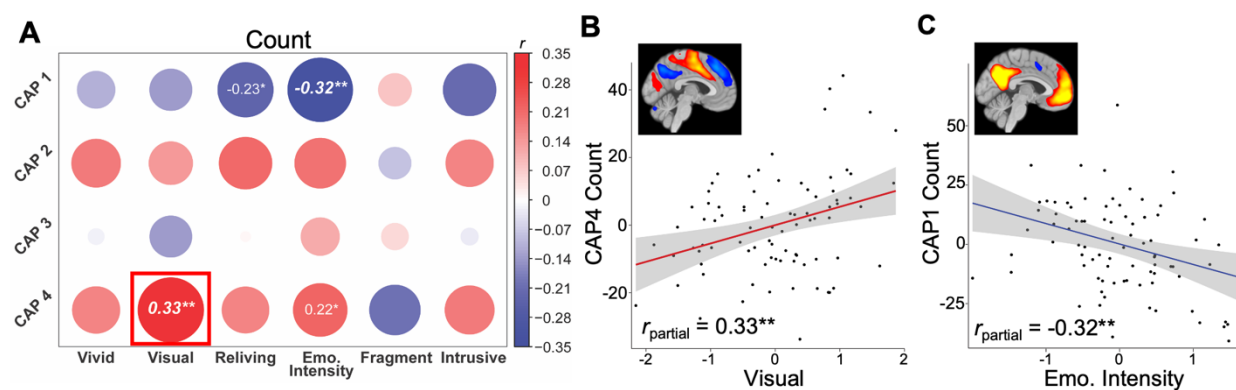 A
Count
r
CAP 1
-0.23*
-0.32**
CAP 2
CAP 3
CAP 4
0.33**
0.22*
Vivid
Visual
Reliving
Emo.
Intensity
Fragment
Intrusive
0.35
0.28
0.21
0.14
0.07
0.00
-0.07
-0.14
-0.21
-0.28
-0.35
B
CAP4 Count
40
20
0
-20
r partial = 0.33**
-2
-1
0
1
2
Visual
C
CAP1 Count
50
25
0
-25
r partial = -0.32**
-1
0
1
Emo. Intensity